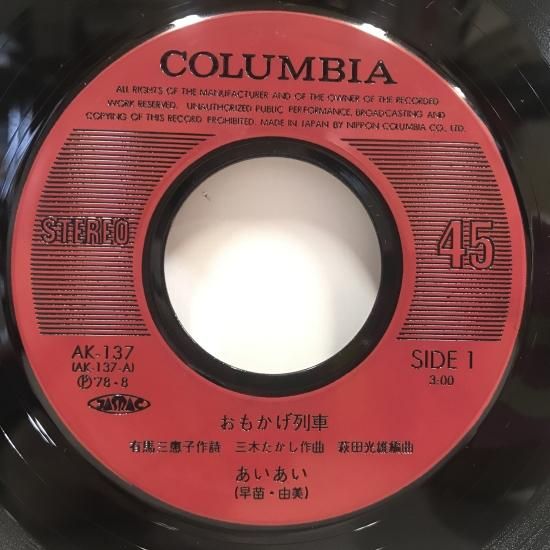 COLUMBIA
ALL RIGHTS OF THE MANUFACTURER AND OF THE OWNER OF THE RECORDED
WORK RESERVED. UNAUTHORIZED PUBLIC PERFORMANCE, BROADCASTING AND
COPYING OF THIS RECORD PROHIBITED. MADE IN JAPAN BY NIPPON COLUMBIA CO., LTD.
STEREO
45
AK-137
(AK-137-A)
Ⓟ'78·8
JASRAC
SIDE 1
3:00
おもかげ列車
有馬三恵子作詩 三木たかし作曲 萩田光雄編曲
あいあい
(早苗・由美)